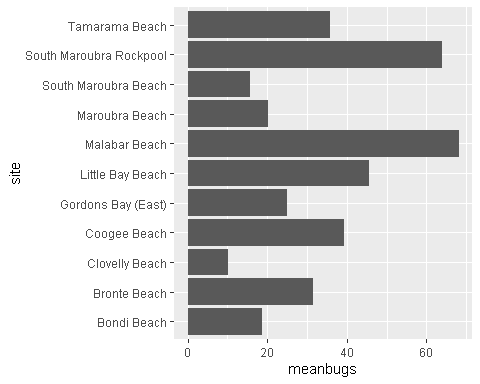 Tamarama Beach
South Maroubra Rockpool
South Maroubra Beach
Maroubra Beach
Malabar Beach
Little Bay Beach
Gordons Bay (East)
Coogee Beach
Clovelly Beach
Bronte Beach
Bondi Beach
site
0 20 40 60
meanbugs